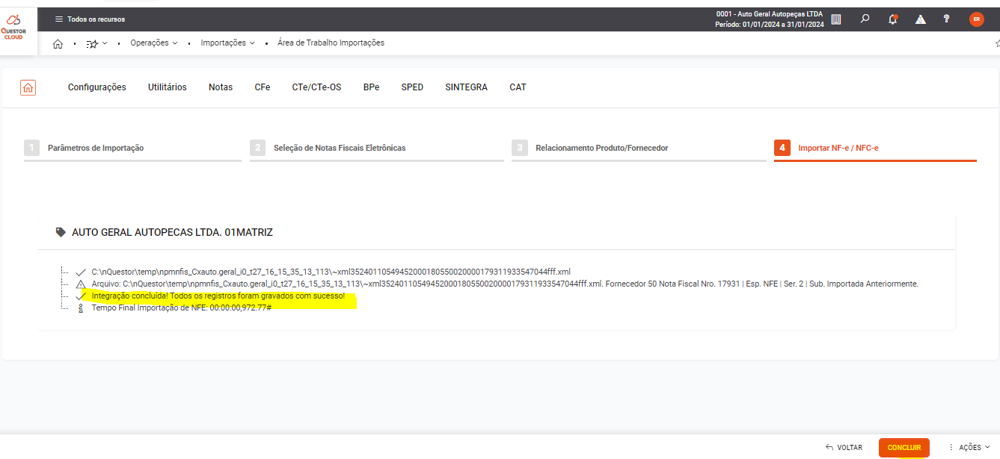 QUESTOR
CLOUD
Todos os recursos
0001 - Auto Geral Autopeças LTDA
Período: 01/01/2024 a 31/01/2024
?
ER
Operações
Importações
Área de Trabalho Importações
Configurações
Utilitários
Notas
CFe
CTe/CTe-OS
BPe
SPED
SINTEGRA
CAT
1 Parâmetros de Importação
2 Seleção de Notas Fiscais Eletrônicas
3 Relacionamento Produto/Fornecedor
4 Importar NF-e / NFC-e
AUTO GERAL AUTOPECAS LTDA. 01MATRIZ
C:\nQuestor\temp\npmnfis_Cxauto.geral_i0_t27_16_15_35_13_113\~xml35240110549452000180550020000179311933547044fff.xml
Arquivo: C:\nQuestor\temp\npmnfis_Cxauto.geral_i0_t27_16_15_35_13_113\~xml35240110549452000180550020000179311933547044fff.xml. Fornecedor 50 Nota Fiscal Nro. 17931 | Esp. NFE | Ser. 2 | Sub. Importada Anteriormente.
Integração concluída! Todos os registros foram gravados com sucesso!
Tempo Final Importação de NFE: 00:00:00,972.77#
VOLTAR
CONCLUIR
AÇÕES